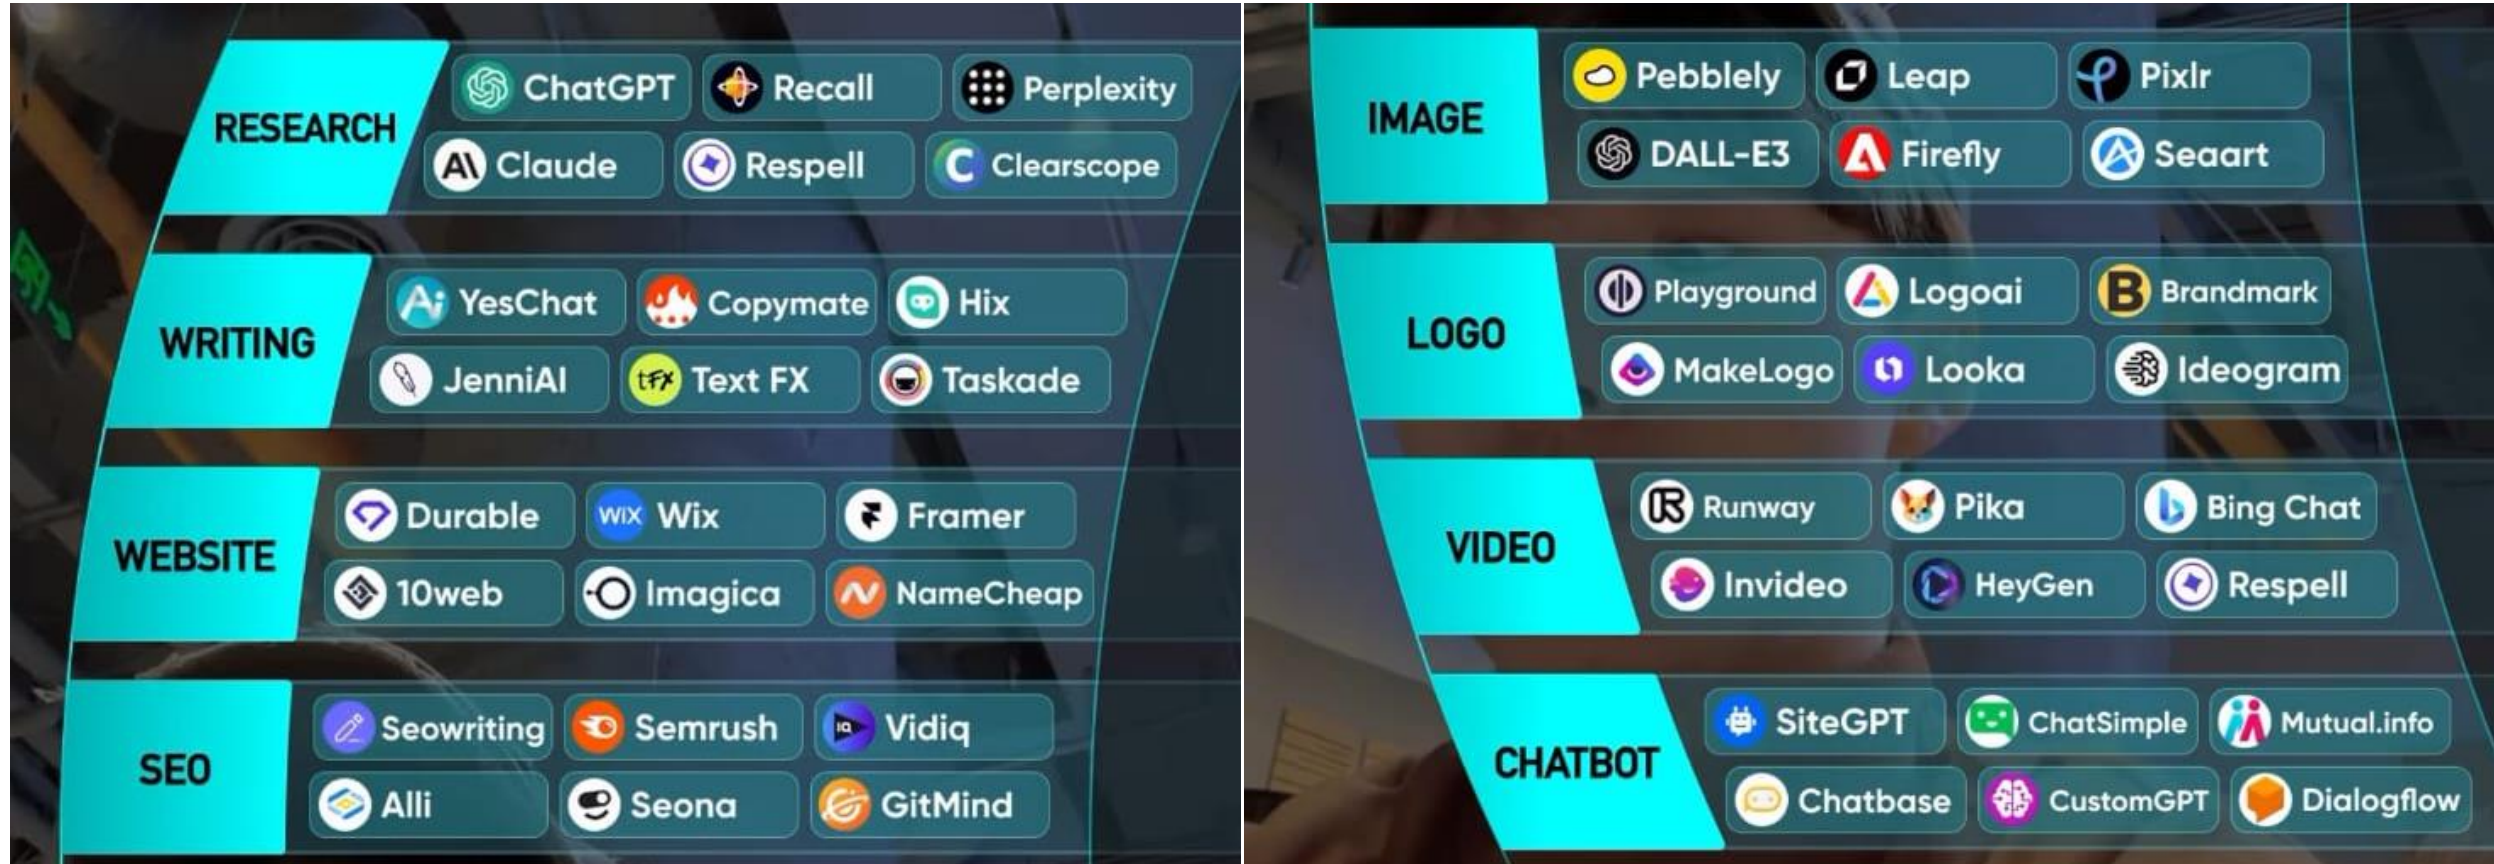 RESEARCH
ChatGPT Recall Perplexity
Claude Respell Clearscope
WRITING
YesChat Copymate Hix
JenniAI Text FX Taskade
WEBSITE
Durable WIX Wix Framer
10web Imagica NameCheap
SEO
Seowriting Semrush IQ Vidiq
Alli Seona GitMind
IMAGE
Pebblely Leap Pixlr
DALL-E3 Firefly Seaart
LOGO
Playground Logoai B Brandmark
MakeLogo Looka Ideogram
VIDEO
Runway Pika Bing Chat
Invideo HeyGen Respell
CHATBOT
SiteGPT ChatSimple Mutual.info
Chatbase CustomGPT Dialogflow